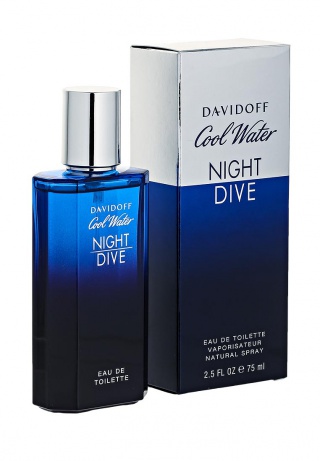 DAVIDOFF
Cool Water
NIGHT
DIVE
EAU DE
TOILETTE
DAVIDOFF
Cool Water
NIGHT
DIVE
EAU DE TOILETTE
VAPORISATEUR
NATURAL SPRAY
2.5 FL OZ ℮ 75 ml